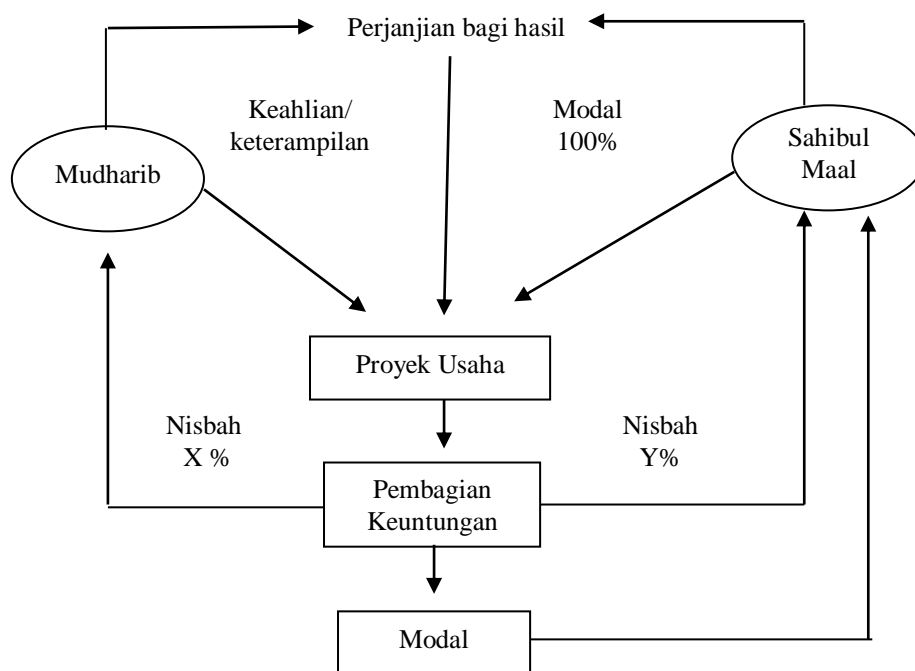 Perjanjian bagi hasil
Keahlian/
keterampilan
Modal
100%
Mudharib
Sahibul
Maal
Proyek Usaha
Nisbah
X %
Nisbah
Y%
Pembagian
Keuntungan
Modal